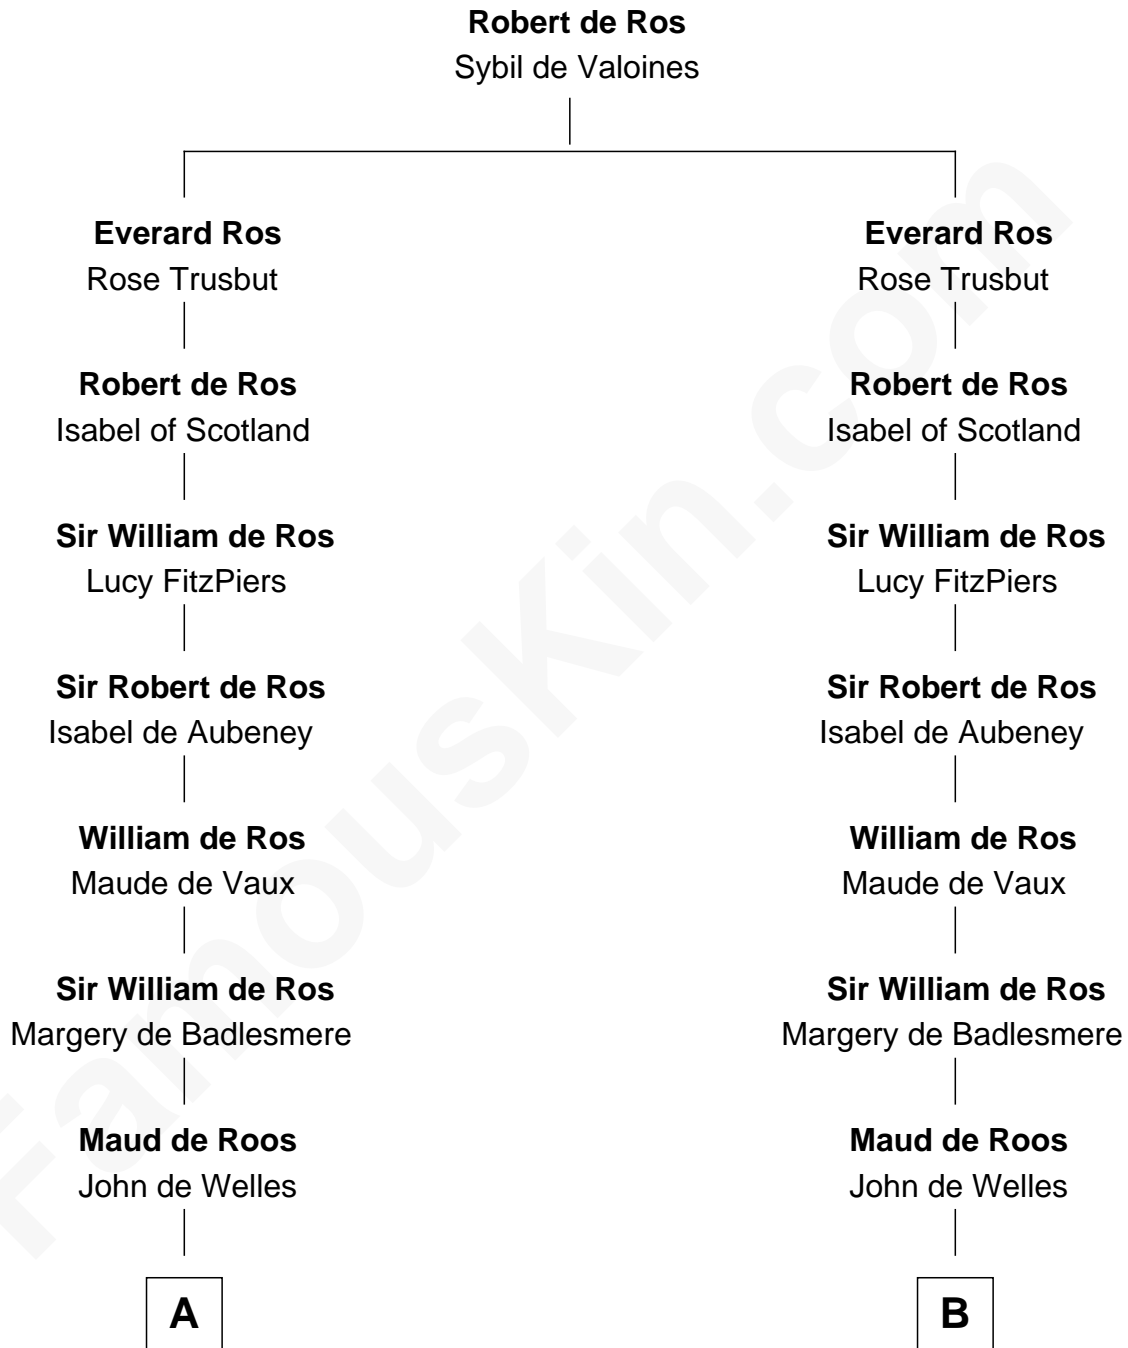 Robert de Ros
Sybil de Valoines
Everard Ros
Rose Trusbut
Everard Ros
Rose Trusbut
Robert de Ros
Isabel of Scotland
Robert de Ros
Isabel of Scotland
Sir William de Ros
Lucy FitzPiers
Sir William de Ros
Lucy FitzPiers
Sir Robert de Ros
Isabel de Aubeney
Sir Robert de Ros
Isabel de Aubeney
William de Ros
Maude de Vaux
William de Ros
Maude de Vaux
Sir William de Ros
Margery de Badlesmere
Sir William de Ros
Margery de Badlesmere
Maud de Roos
John de Welles
Maud de Roos
John de Welles
A
B
FamousKin.com